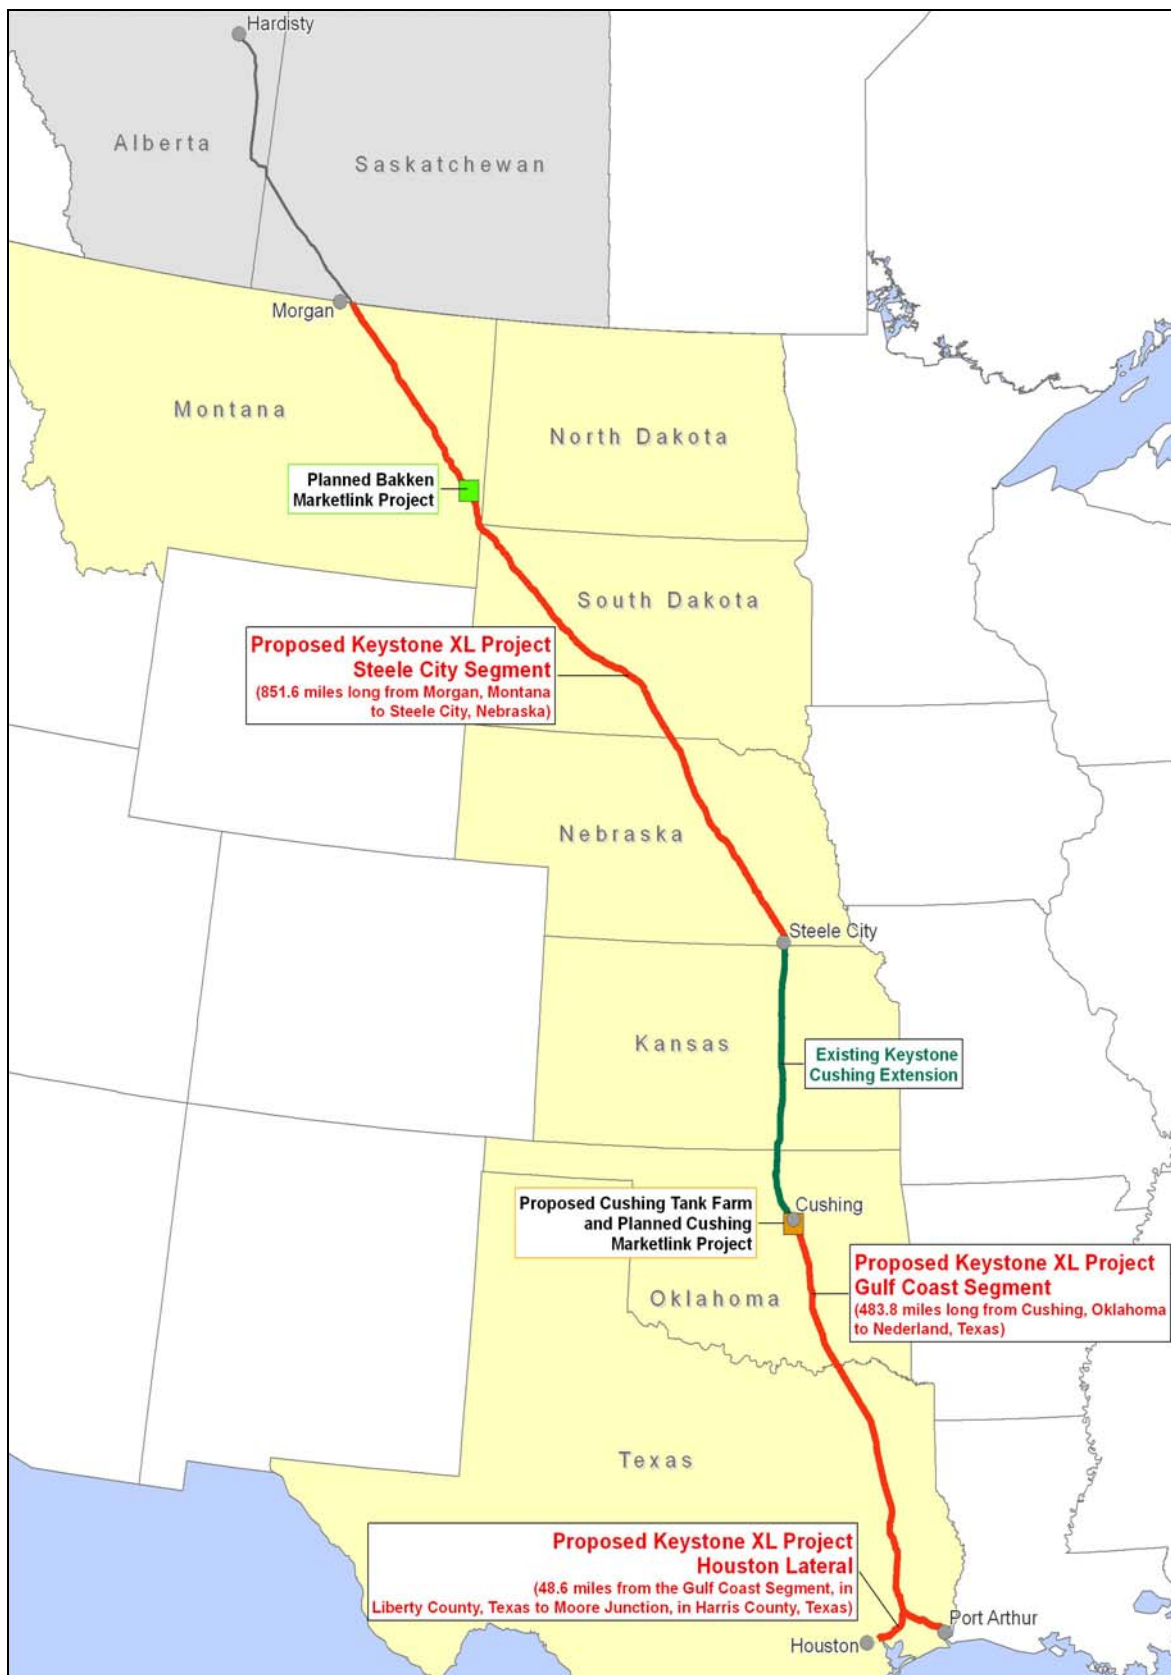 Hardisty
Alberta
Saskatchewan
Morgan
Montana
North Dakota
Planned Bakken
Marketlink Project
South Dakota
Proposed Keystone XL Project
Steele City Segment
(851.6 miles long from Morgan, Montana
to Steele City, Nebraska)
Nebraska
Steele City
Kansas
Existing Keystone
Cushing Extension
Proposed Cushing Tank Farm
and Planned Cushing
Marketlink Project
Cushing
Proposed Keystone XL Project
Gulf Coast Segment
(483.8 miles long from Cushing, Oklahoma
to Nederland, Texas)
Oklahoma
Texas
Proposed Keystone XL Project
Houston Lateral
(48.6 miles from the Gulf Coast Segment, in
Liberty County, Texas to Moore Junction, in Harris County, Texas)
Port Arthur
Houston